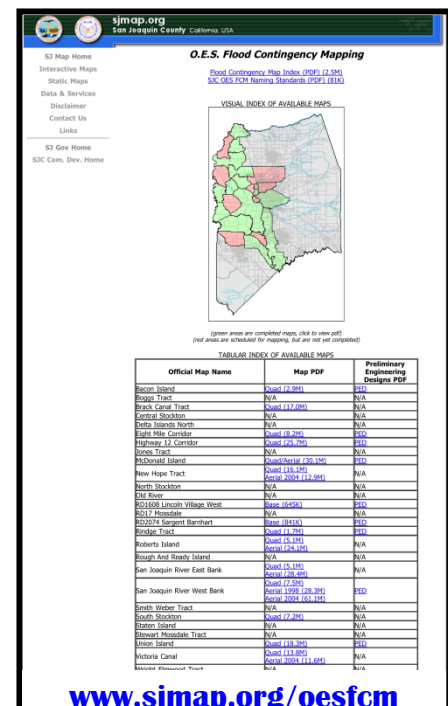 sjmap.org
San Joaquin County California, USA
SJ Map Home
Interactive Maps
Static Maps
Data & Services
Disclaimer
Contact Us
Links
SJ Gov Home
SJC Com. Dev. Home
O.E.S. Flood Contingency Mapping
Flood Contingency Map Index (PDF) (2.5M)
SJC OES FCM Naming Standards (PDF) (81K)
VISUAL INDEX OF AVAILABLE MAPS
(green areas are completed maps, click to view pdf)
(red areas are scheduled for mapping, but are not yet completed)
TABULAR INDEX OF AVAILABLE MAPS
Official Map Name Map PDF Preliminary Engineering Designs PDF
Bacon Island Quad (2.9M) PED
Boggs Tract N/A N/A
Brack Canal Tract Quad (17.0M) N/A
Central Stockton N/A N/A
Delta Islands North N/A N/A
Eight Mile Corridor Quad (8.2M) PED
Highway 12 Corridor Quad (25.7M) PED
Jones Tract N/A N/A
McDonald Island Quad/Aerial (30.1M) PED
New Hope Tract Quad (16.1M) N/A
Aerial 2004 (12.9M)
North Stockton N/A N/A
Old River N/A N/A
RD1608 Lincoln Village West Base (645K) PED
RD17 Mossdale N/A N/A
RD2074 Sargent Barnhart Base (841K) PED
Rindge Tract Quad (1.7M) PED
Roberts Island Quad (5.1M) N/A
Aerial (24.1M)
Rough And Ready Island N/A N/A
San Joaquin River East Bank Quad (5.1M) N/A
Aerial (28.4M)
San Joaquin River West Bank Quad (7.5M) PED
Aerial 1998 (28.3M)
Aerial 2004 (61.1M)
Smith Weber Tract N/A N/A
South Stockton Quad (7.2M) N/A
Staten Island N/A N/A
Stewart Mossdale Tract N/A N/A
Union Island Quad (18.3M) PED
Victoria Canal Quad (13.8M) N/A
Aerial 2004 (11.6M)
Wright Elmwood Tract N/A N/A
www.sjmap.org/oesfcm